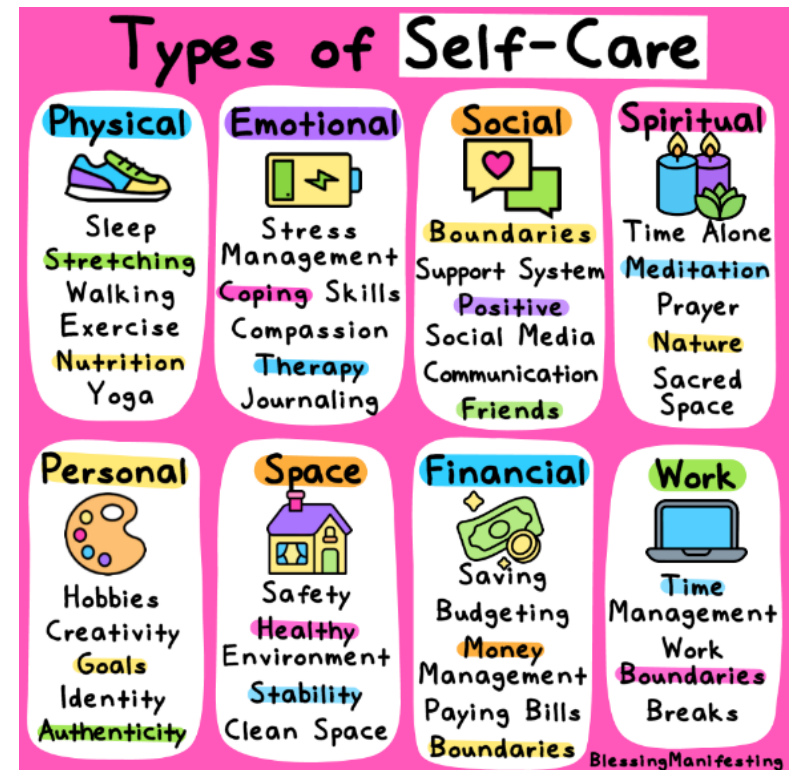 Types of Self-Care
Physical
Sleep
Stretching
Walking
Exercise
Nutrition
Yoga
Emotional
Stress
Management
Coping Skills
Compassion
Therapy
Journaling
Social
Boundaries
Support System
Positive
Social Media
Communication
Friends
Spiritual
Time Alone
Meditation
Prayer
Nature
Sacred
Space
Personal
Hobbies
Creativity
Goals
Identity
Authenticity
Space
Safety
Healthy
Environment
Stability
Clean Space
Financial
Saving
Budgeting
Money
Management
Paying Bills
Boundaries
Work
Time
Management
Work
Boundaries
Breaks
BlessingManifesting